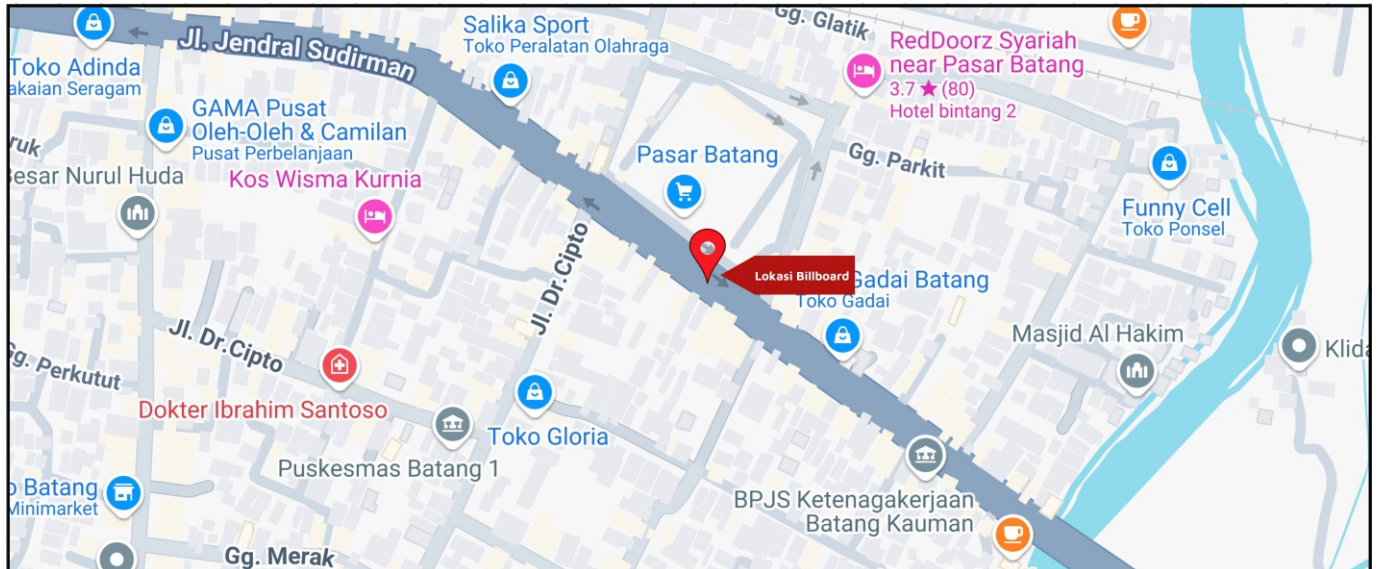 Jl. Jendral Sudirman
Toko Adinda
akaian Seragam
Salika Sport
Toko Peralatan Olahraga
Gg. Glatik
RedDoorz Syariah
near Pasar Batang
3.7 ★ (80)
Hotel bintang 2
GAMA Pusat
Oleh-Oleh & Camilan
Pusat Perbelanjaan
ruk
Besar Nurul Huda
Kos Wisma Kurnia
Pasar Batang
Gg. Parkit
Funny Cell
Toko Ponsel
Jl. Dr.Cipto
Lokasi Billboard
Gadai Batang
Toko Gadai
Masjid Al Hakim
Klida
Jl. Dr.Cipto
Gg. Perkutut
Dokter Ibrahim Santoso
Toko Gloria
Puskesmas Batang 1
o Batang
Minimarket
BPJS Ketenagakerjaan
Batang Kauman
Gg. Merak